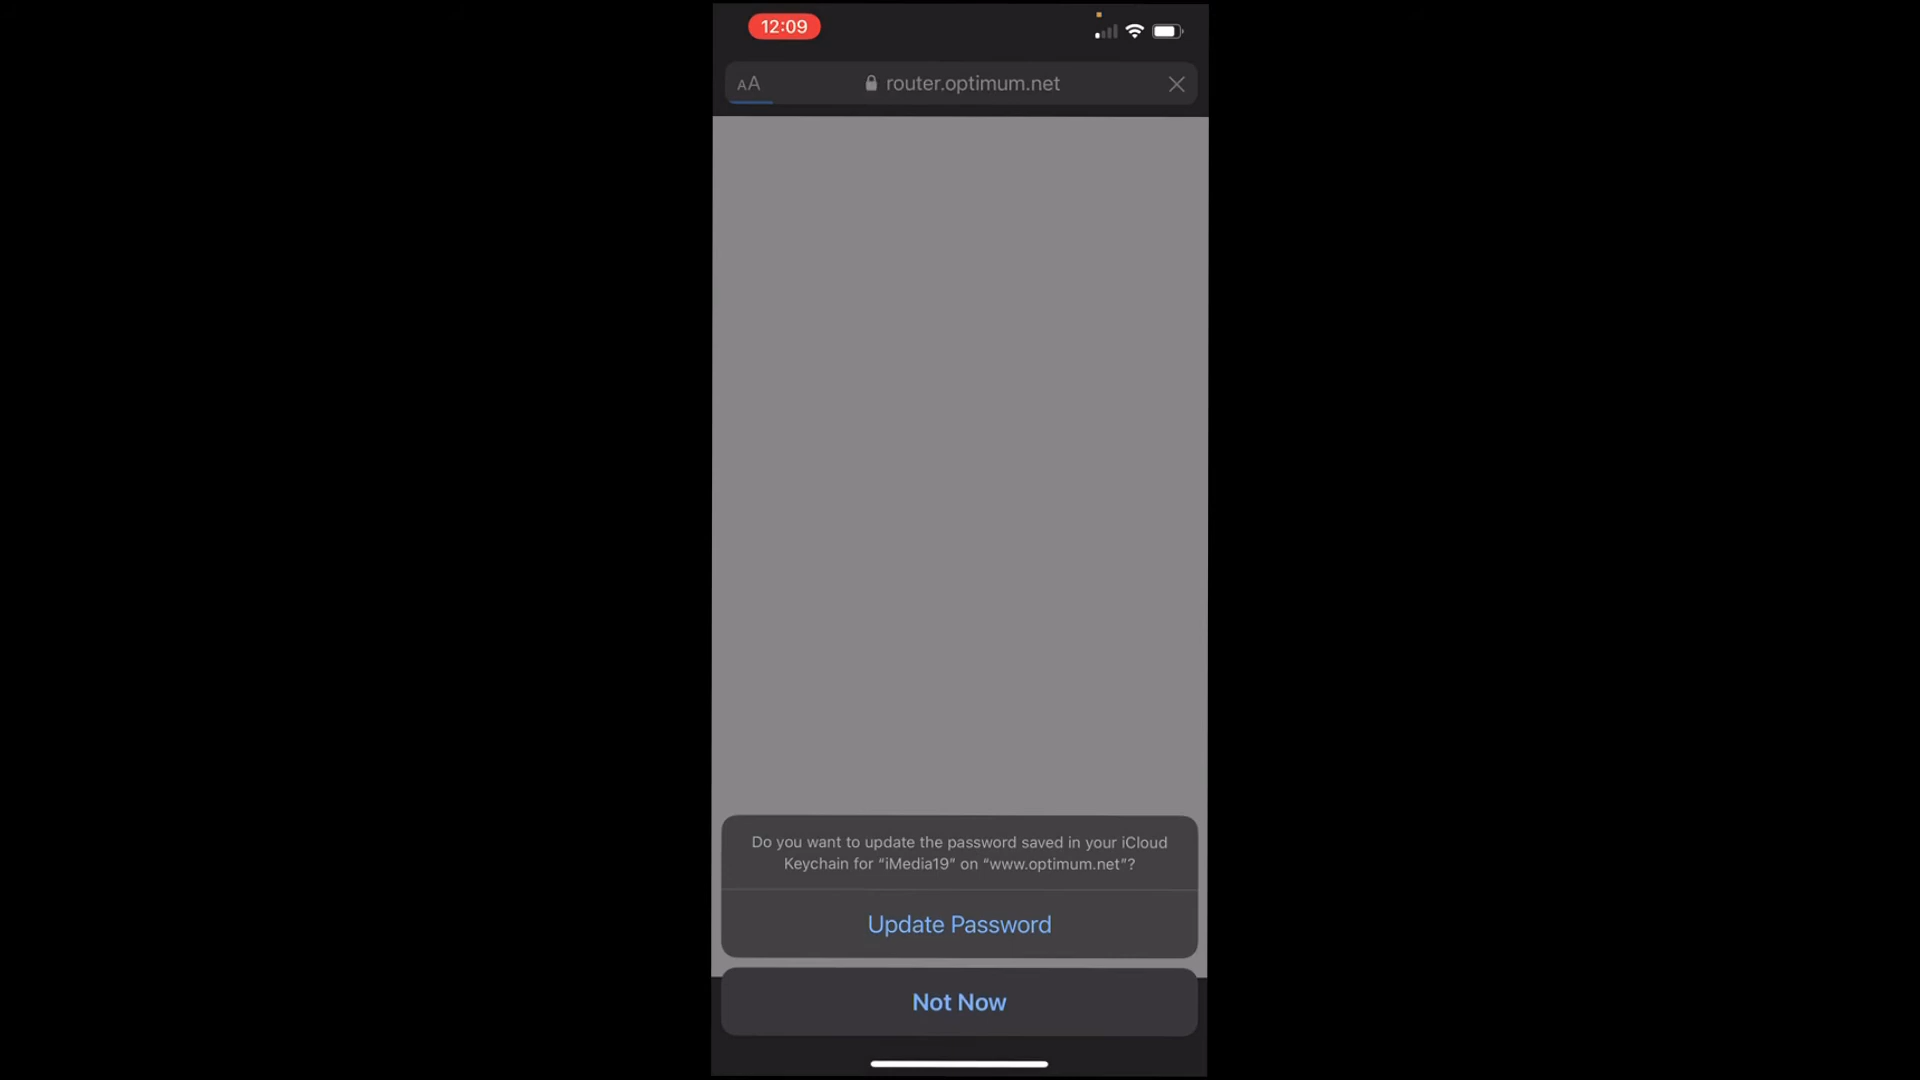 12:09
AA router.optimum.net
Do you want to update the password saved in your iCloud
Keychain for “iMedia19” on “www.optimum.net”?
Update Password
Not Now